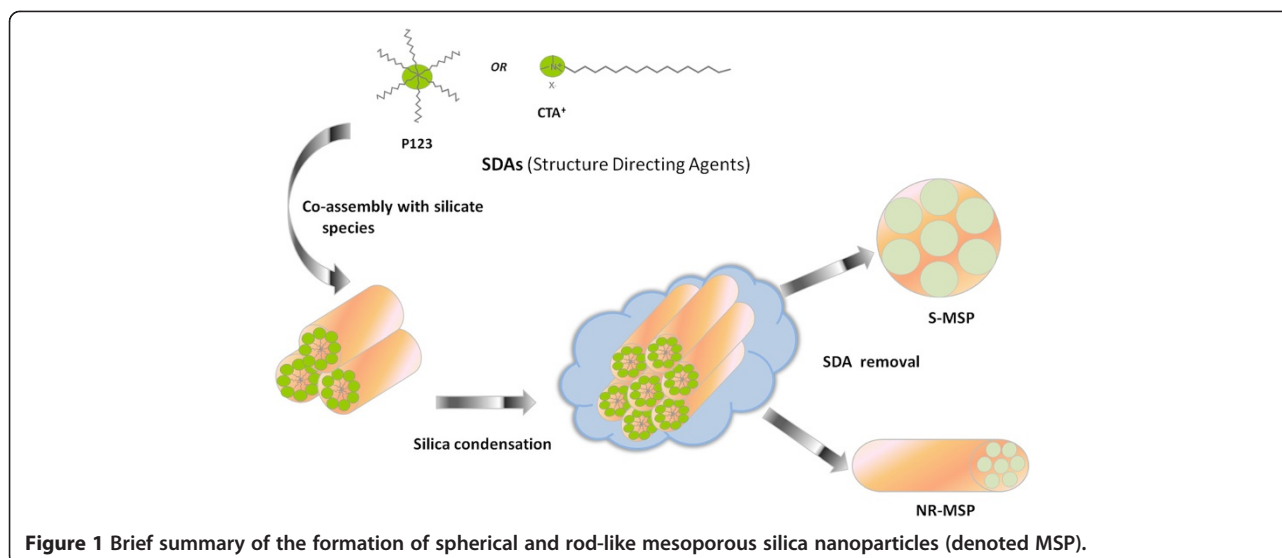 OR
N+
X-
P123
CTA+
SDAs (Structure Directing Agents)
Co-assembly with silicate
species
Silica condensation
SDA removal
S-MSP
NR-MSP
Figure 1 Brief summary of the formation of spherical and rod-like mesoporous silica nanoparticles (denoted MSP).